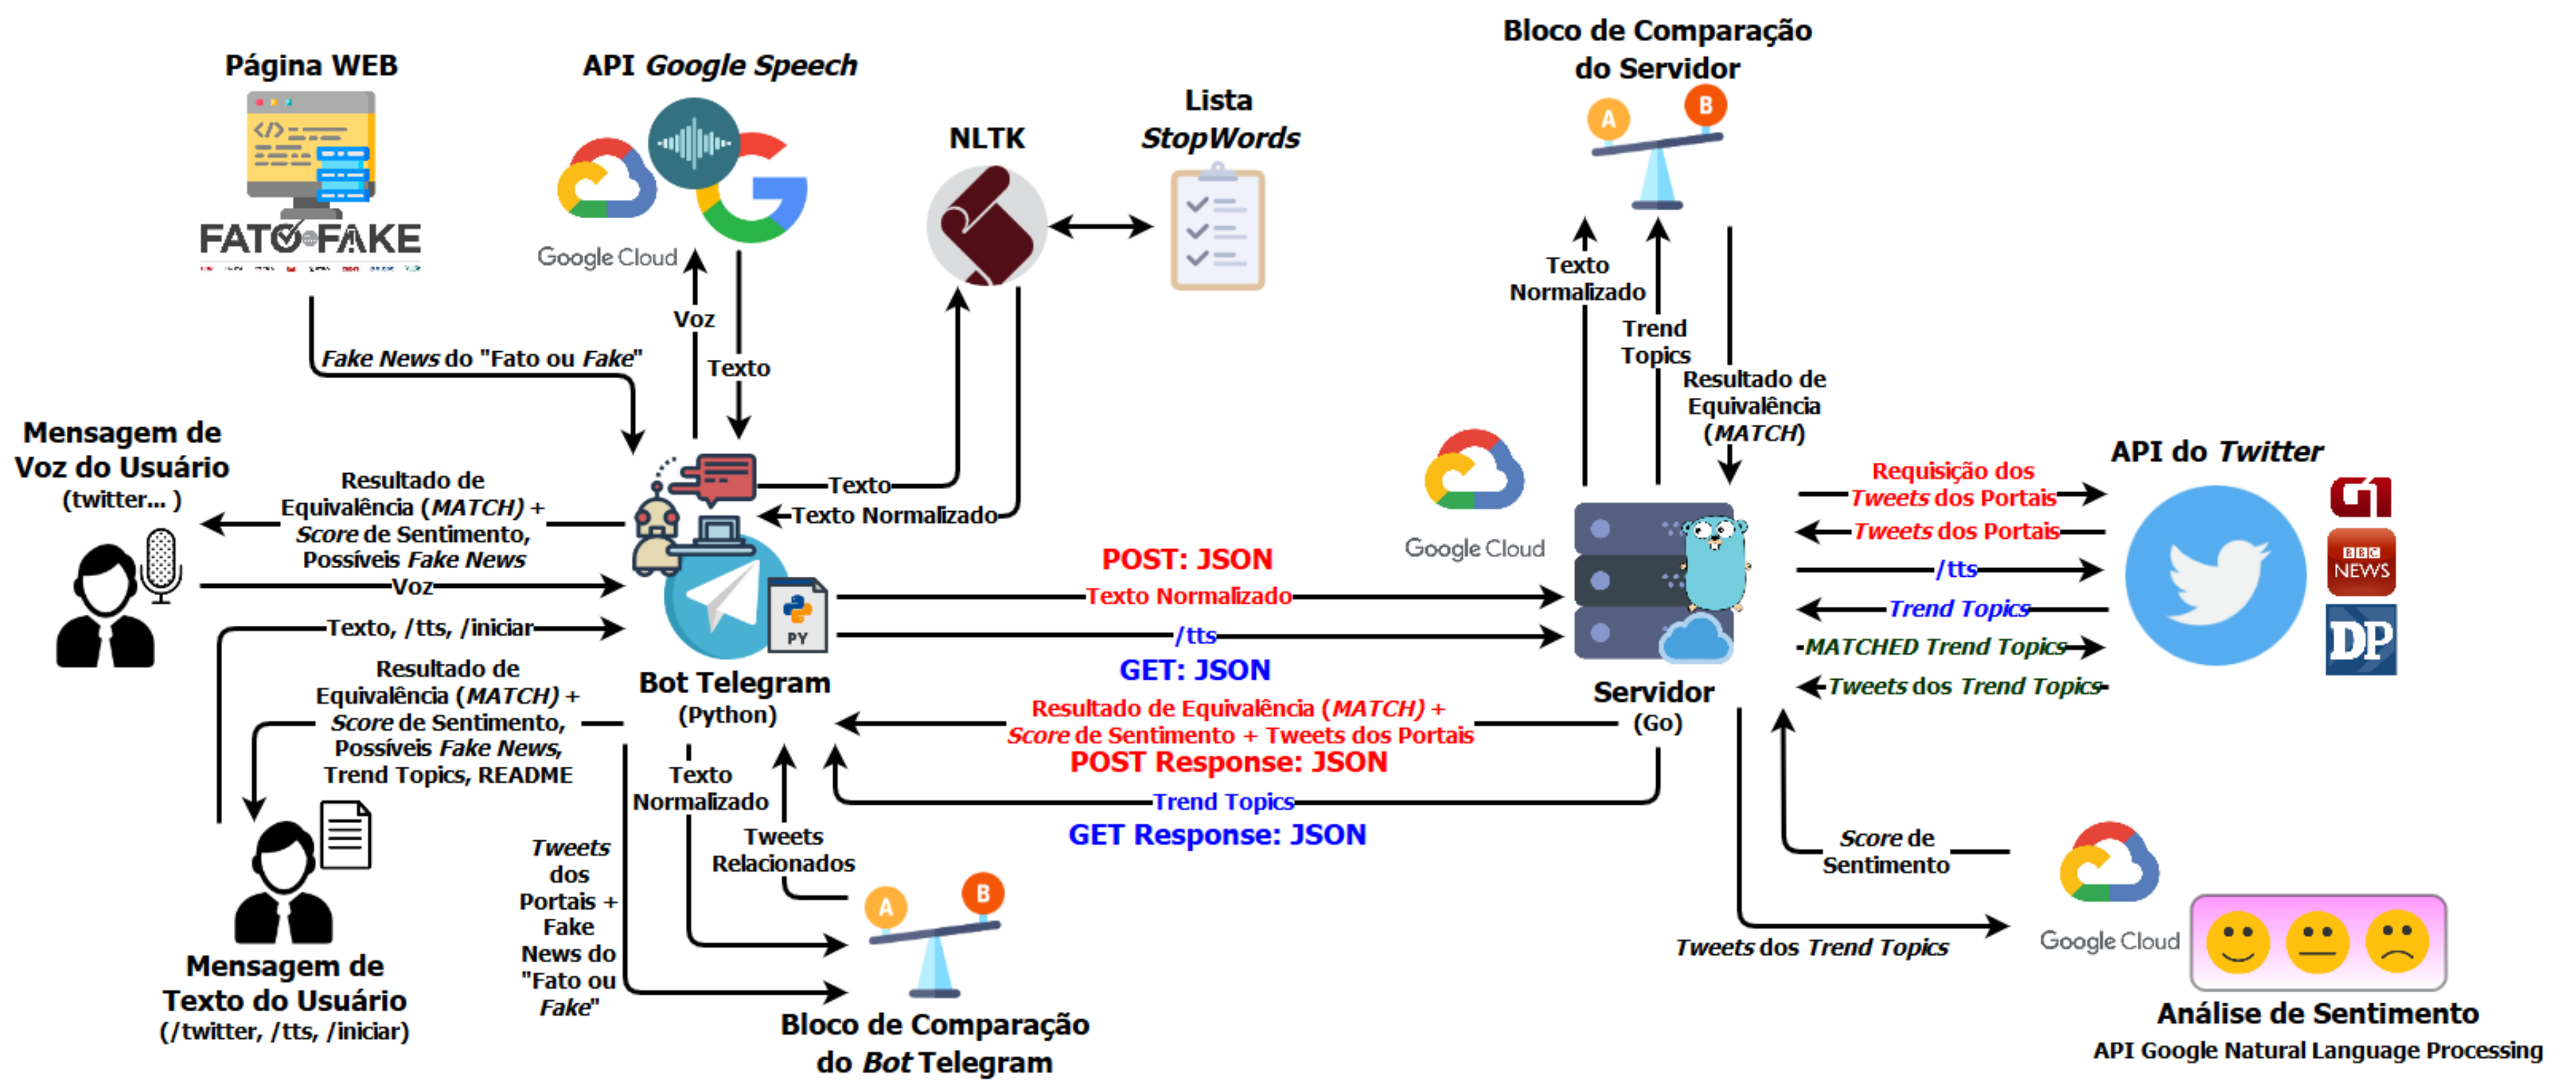 Página WEB
FATO FAKE
Fake News do "Fato ou Fake"
API Google Speech
Google Cloud
Voz
Texto
NLTK
Lista
StopWords
Texto
Texto Normalizado
Mensagem de
Voz do Usuário
(twitter... )
Resultado de
Equivalência (MATCH) +
Score de Sentimento,
Possíveis Fake News
Voz
Texto, /tts, /iniciar
Resultado de
Equivalência (MATCH) +
Score de Sentimento,
Possíveis Fake News,
Trend Topics, README
Mensagem de
Texto do Usuário
(/twitter, /tts, /iniciar)
PY
Bot Telegram
(Python)
Texto
Normalizado
Tweets
Relacionados
Tweets
dos
Portais +
Fake
News do
"Fato ou
Fake"
A
B
Bloco de Comparação
do Bot Telegram
POST: JSON
Texto Normalizado
/tts
GET: JSON
Resultado de Equivalência (MATCH) +
Score de Sentimento + Tweets dos Portais
POST Response: JSON
Trend Topics
GET Response: JSON
Bloco de Comparação
do Servidor
A
B
Texto
Normalizado
Trend
Topics
Resultado de
Equivalência
(MATCH)
Google Cloud
Servidor
(Go)
API do Twitter
Requisição dos
Tweets dos Portais
Tweets dos Portais
/tts
Trend Topics
MATCHED Trend Topics
Tweets dos Trend Topics
G1
BBC
NEWS
DP
Score de
Sentimento
Tweets dos Trend Topics
Google Cloud
Análise de Sentimento
API Google Natural Language Processing